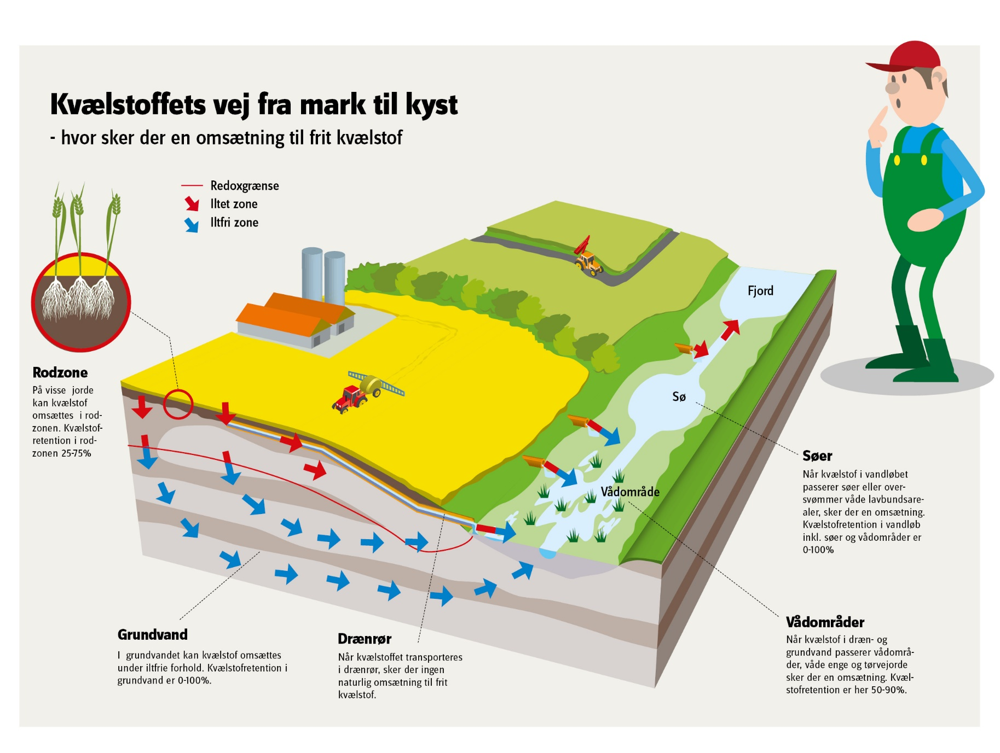 Kvælstoffets vej fra mark til kyst
- hvor sker der en omsætning til frit kvælstof
Redoxgrænse
Iltet zone
Iltfri zone
Fjord
Sø
Vådområde
Rodzone
På visse jorde
kan kvælstof
omsættes i rod-
zonen. Kvælstof-
retention i rod-
zonen 25-75%
Søer
Når kvælstof i vandløbet
passerer søer eller over-
svømmer våde lavbundsare-
aler, sker der en omsætning.
Kvælstofretention i vandløb
inkl. søer og vådområder er
0-100%
Grundvand
I grundvandet kan kvælstof omsættes
under iltfrie forhold. Kvælstofretention i
grundvand er 0-100%.
Drænrør
Når kvælstoffet transporteres
i drænrør, sker der ingen
naturlig omsætning til frit
kvælstof.
Vådområder
Når kvælstof i dræn- og
grundvand passerer vådområ-
der, våde enge og tørvejorde
sker der en omsætning. Kvæl-
stofretention er her 50-90%.